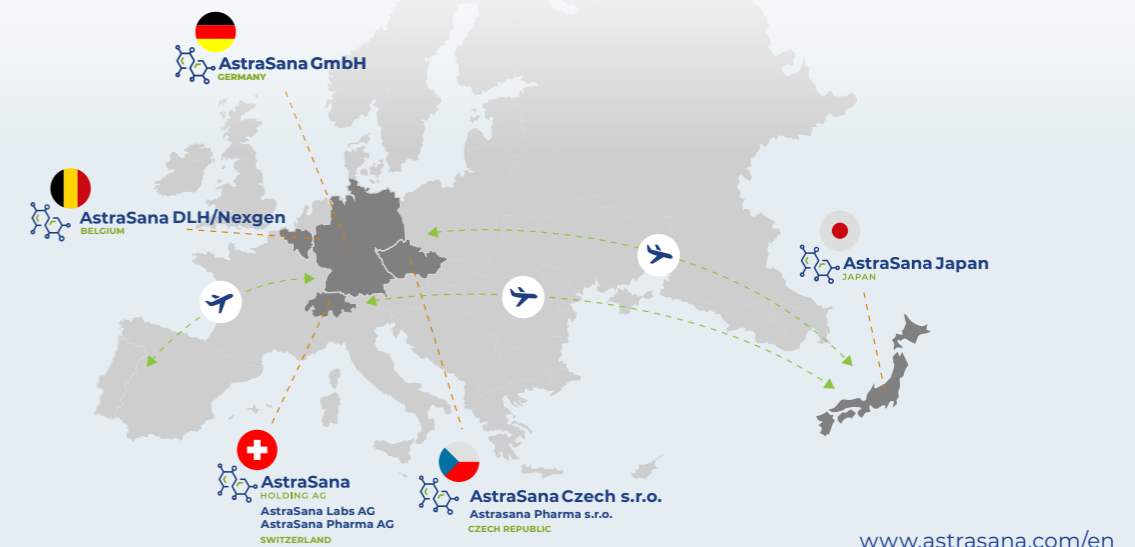 AstraSana GmbH
GERMANY
AstraSana DLH/Nexgen
BELGIUM
AstraSana Japan
JAPAN
AstraSana
HOLDING AG
AstraSana Labs AG
AstraSana Pharma AG
SWITZERLAND
AstraSana Czech s.r.o.
Astrasana Pharma s.r.o.
CZECH REPUBLIC
www.astrasana.com/en